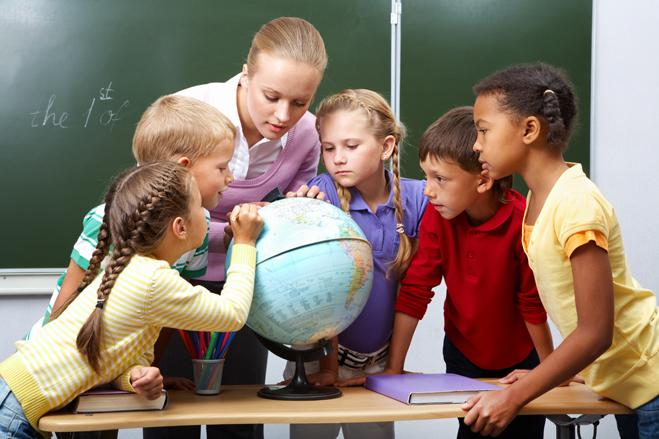 the 1st of